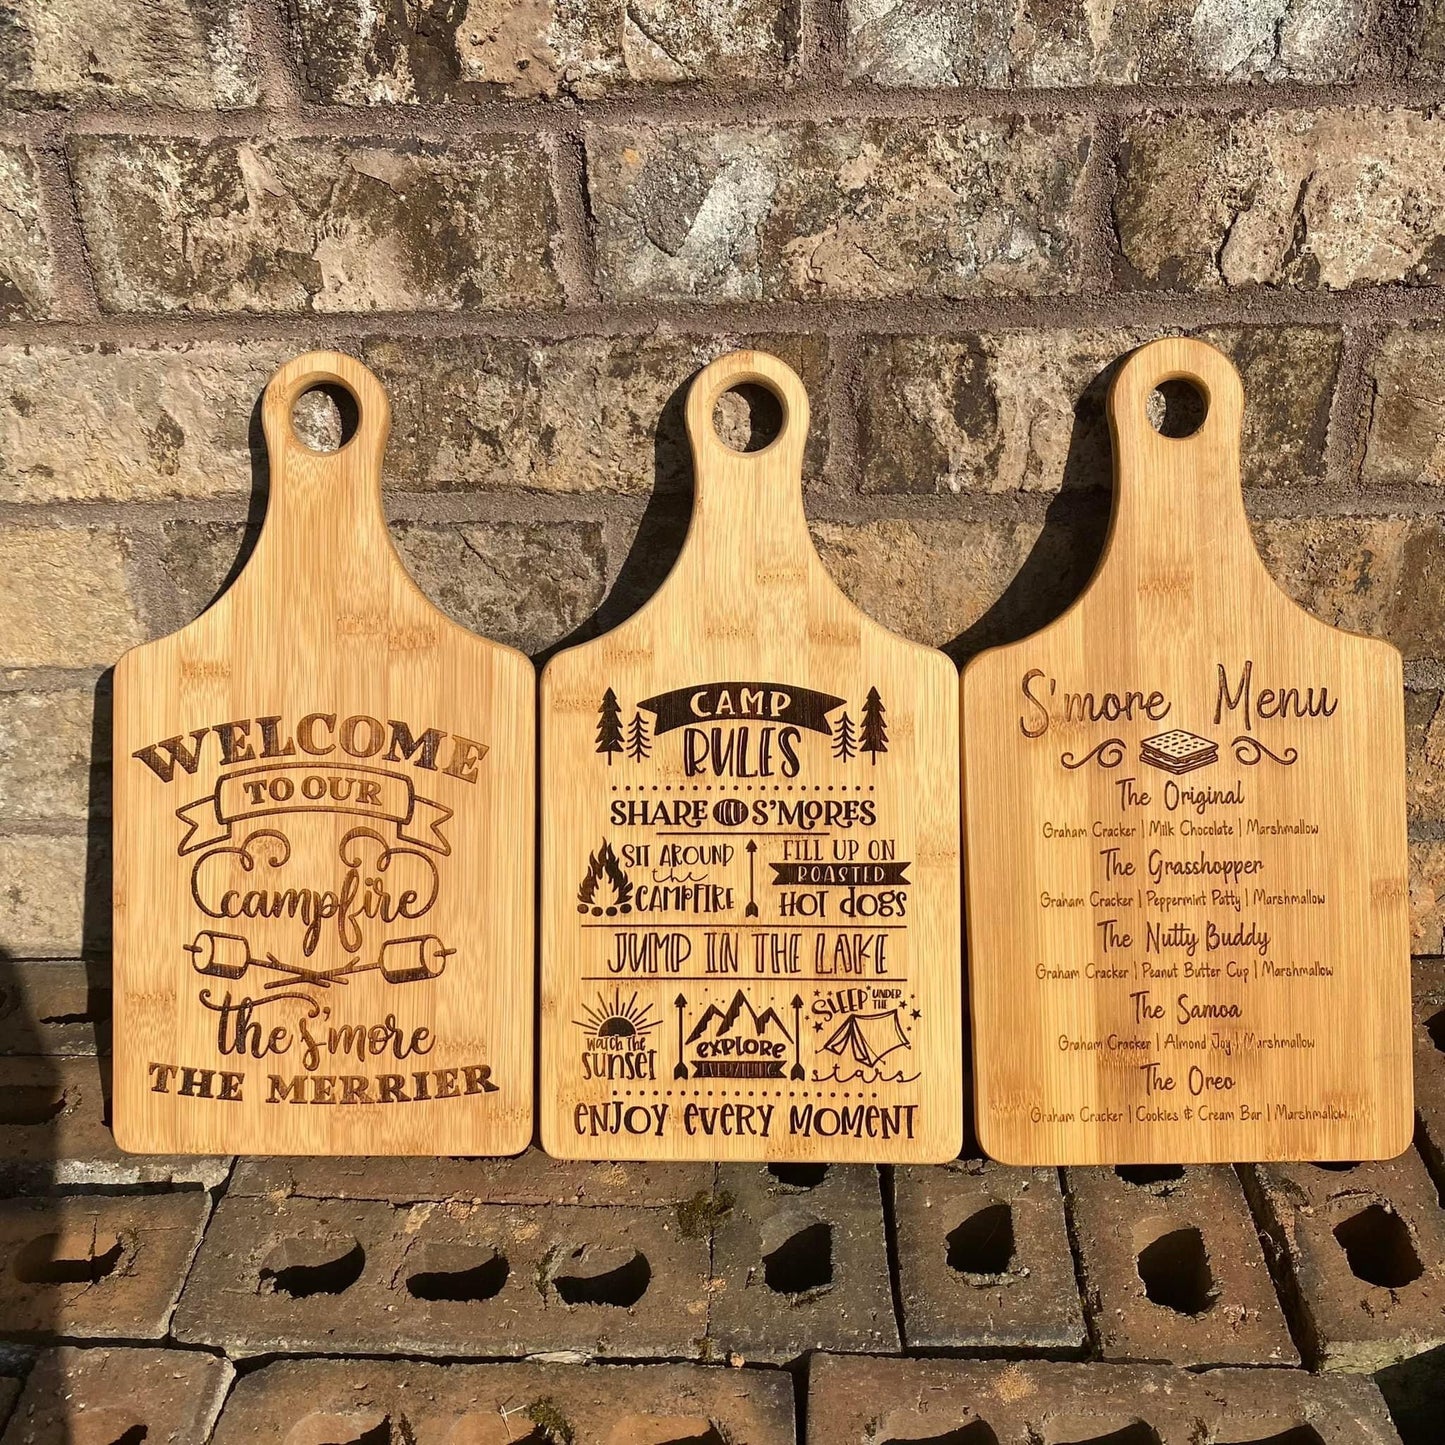 WELCOME
TO OUR
campfire
the s'more
THE MERRIER
CAMP
RULES
SHARE S'MORES
SIT AROUND
the
CAMPFIRE
FILL UP ON
ROASTED
HOT dOGS
JUMP IN THE LAKE
WATCH THE
SUNSET
EXPLORE
EVERYTHING
SLEEP UNDER
THE
stars
eNJOY eVeRY MOMeNT
S'more Menu
The Original
Graham Cracker | Milk Chocolate | Marshmallow
The Grasshopper
Graham Cracker | Peppermint Patty | Marshmallow
The Nutty Buddy
Graham Cracker | Peanut Butter Cup | Marshmallow
The Samoa
Graham Cracker | Almond Joy | Marshmallow
The Oreo
Graham Cracker | Cookies & Cream Bar | Marshmallow